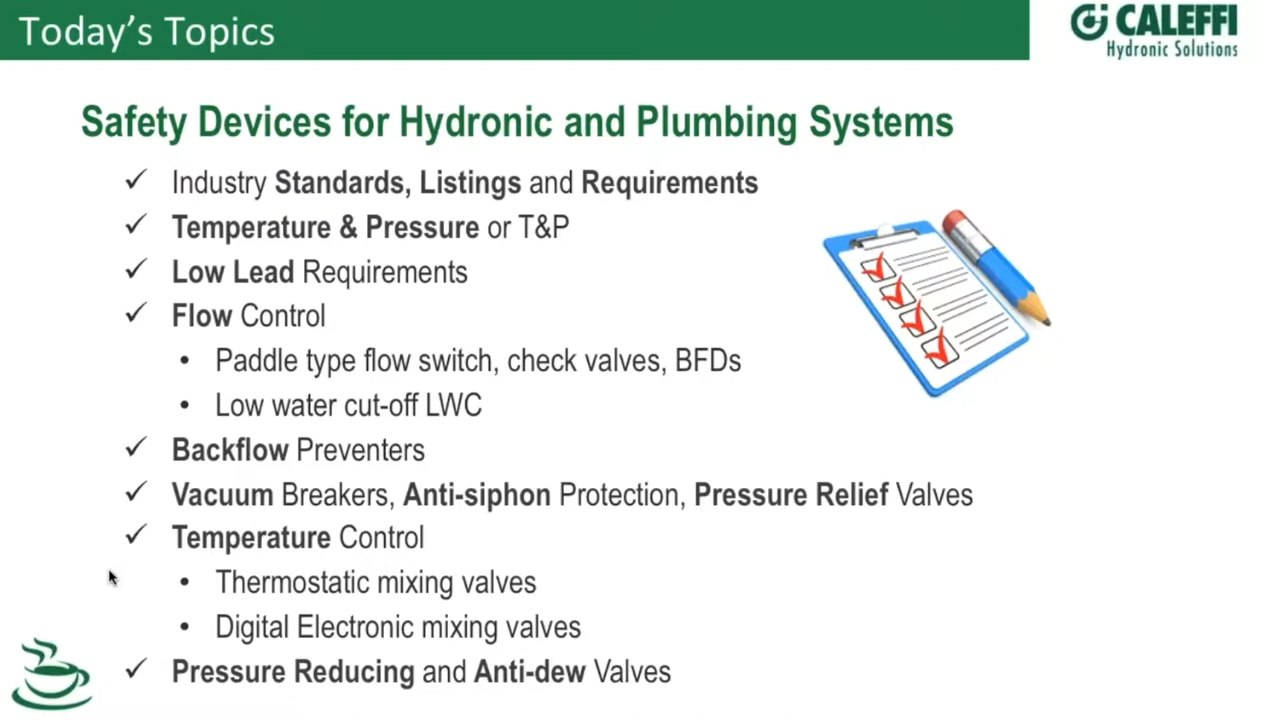 Today's Topics
CALEFFI
Hydronic Solutions
Safety Devices for Hydronic and Plumbing Systems
✓ Industry Standards, Listings and Requirements
✓ Temperature & Pressure or T&P
✓ Low Lead Requirements
✓ Flow Control
• Paddle type flow switch, check valves, BFDs
• Low water cut-off LWC
✓ Backflow Preventers
✓ Vacuum Breakers, Anti-siphon Protection, Pressure Relief Valves
✓ Temperature Control
• Thermostatic mixing valves
• Digital Electronic mixing valves
✓ Pressure Reducing and Anti-dew Valves